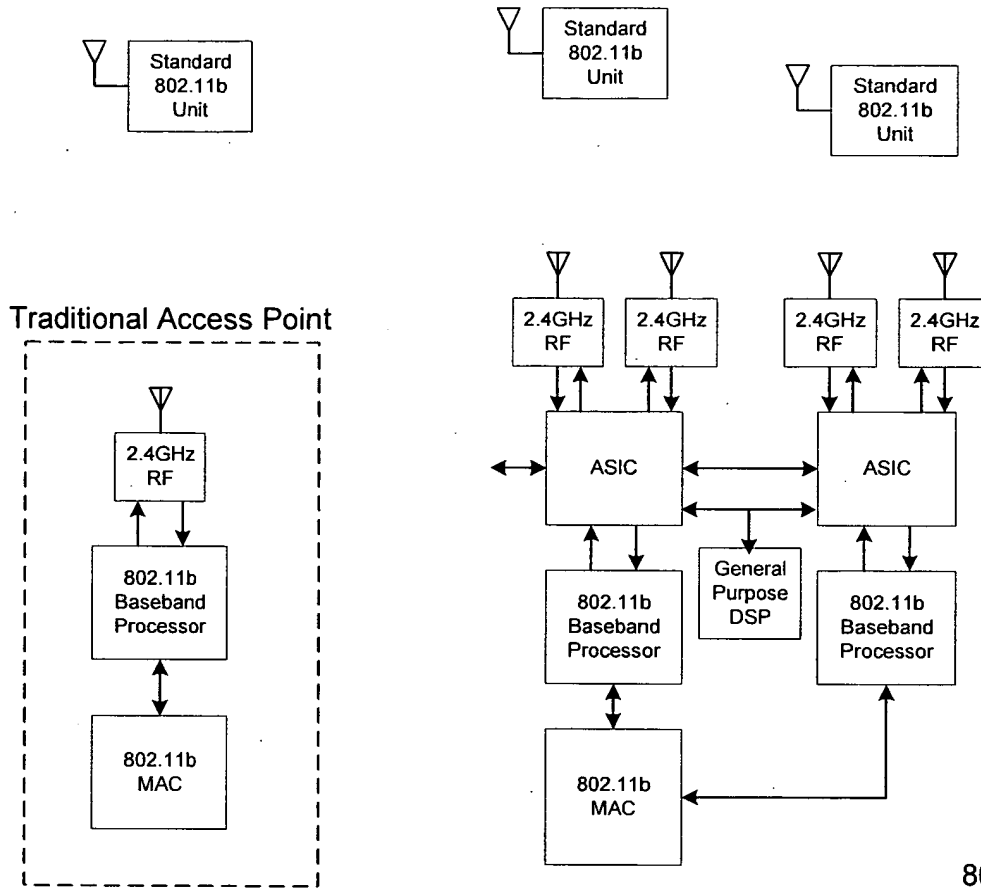 Standard
802.11b
Unit
Standard
802.11b
Unit
Standard
802.11b
Unit
Traditional Access Point
2.4GHz
RF
802.11b
Baseband
Processor
802.11b
MAC
2.4GHz
RF
2.4GHz
RF
2.4GHz
RF
2.4GHz
RF
ASIC
ASIC
General
Purpose
DSP
802.11b
Baseband
Processor
802.11b
Baseband
Processor
802.11b
MAC